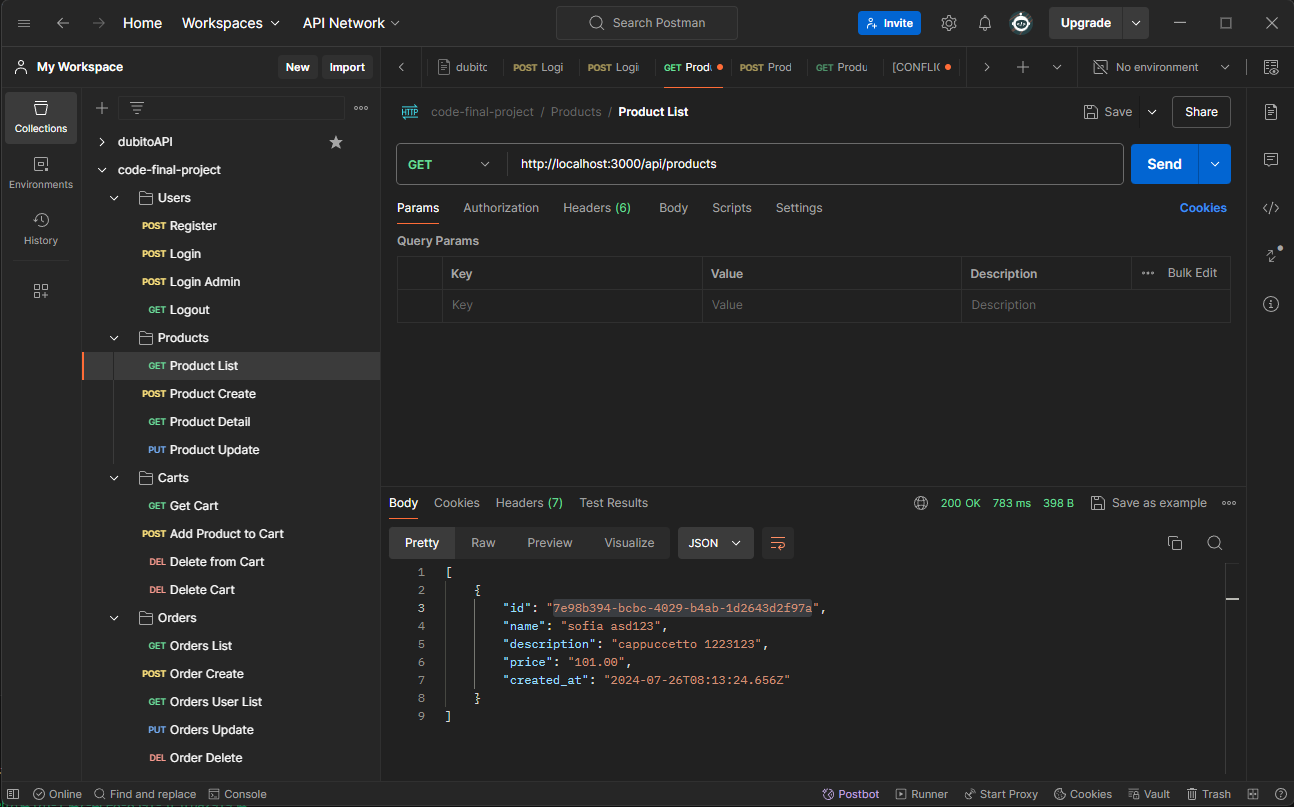 Home Workspaces API Network Search Postman Invite Upgrade
My Workspace New Import
dubitc POST Logi POST Logi GET Prod POST Prod GET Produ [CONFLIC No environment
Collections
Environments
History
dubitoAPI
code-final-project
Users
POST Register
POST Login
POST Login Admin
GET Logout
Products
GET Product List
POST Product Create
GET Product Detail
PUT Product Update
Carts
GET Get Cart
POST Add Product to Cart
DEL Delete from Cart
DEL Delete Cart
Orders
GET Orders List
POST Order Create
GET Orders User List
PUT Orders Update
DEL Order Delete
HTTP code-final-project / Products / Product List Save Share
GET http://localhost:3000/api/products Send
Params Authorization Headers (6) Body Scripts Settings Cookies
Query Params
Key Value Description Bulk Edit
Key Value Description
Body Cookies Headers (7) Test Results 200 OK 783 ms 398 B Save as example
Pretty Raw Preview Visualize JSON
1 [
2 {
3 "id": "7e98b394-bcbc-4029-b4ab-1d2643d2f97a",
4 "name": "sofia asd123",
5 "description": "cappuccetto 1223123",
6 "price": "101.00",
7 "created_at": "2024-07-26T08:13:24.656Z"
8 }
9 ]
Online Find and replace Console Postbot Runner Start Proxy Cookies Vault Trash